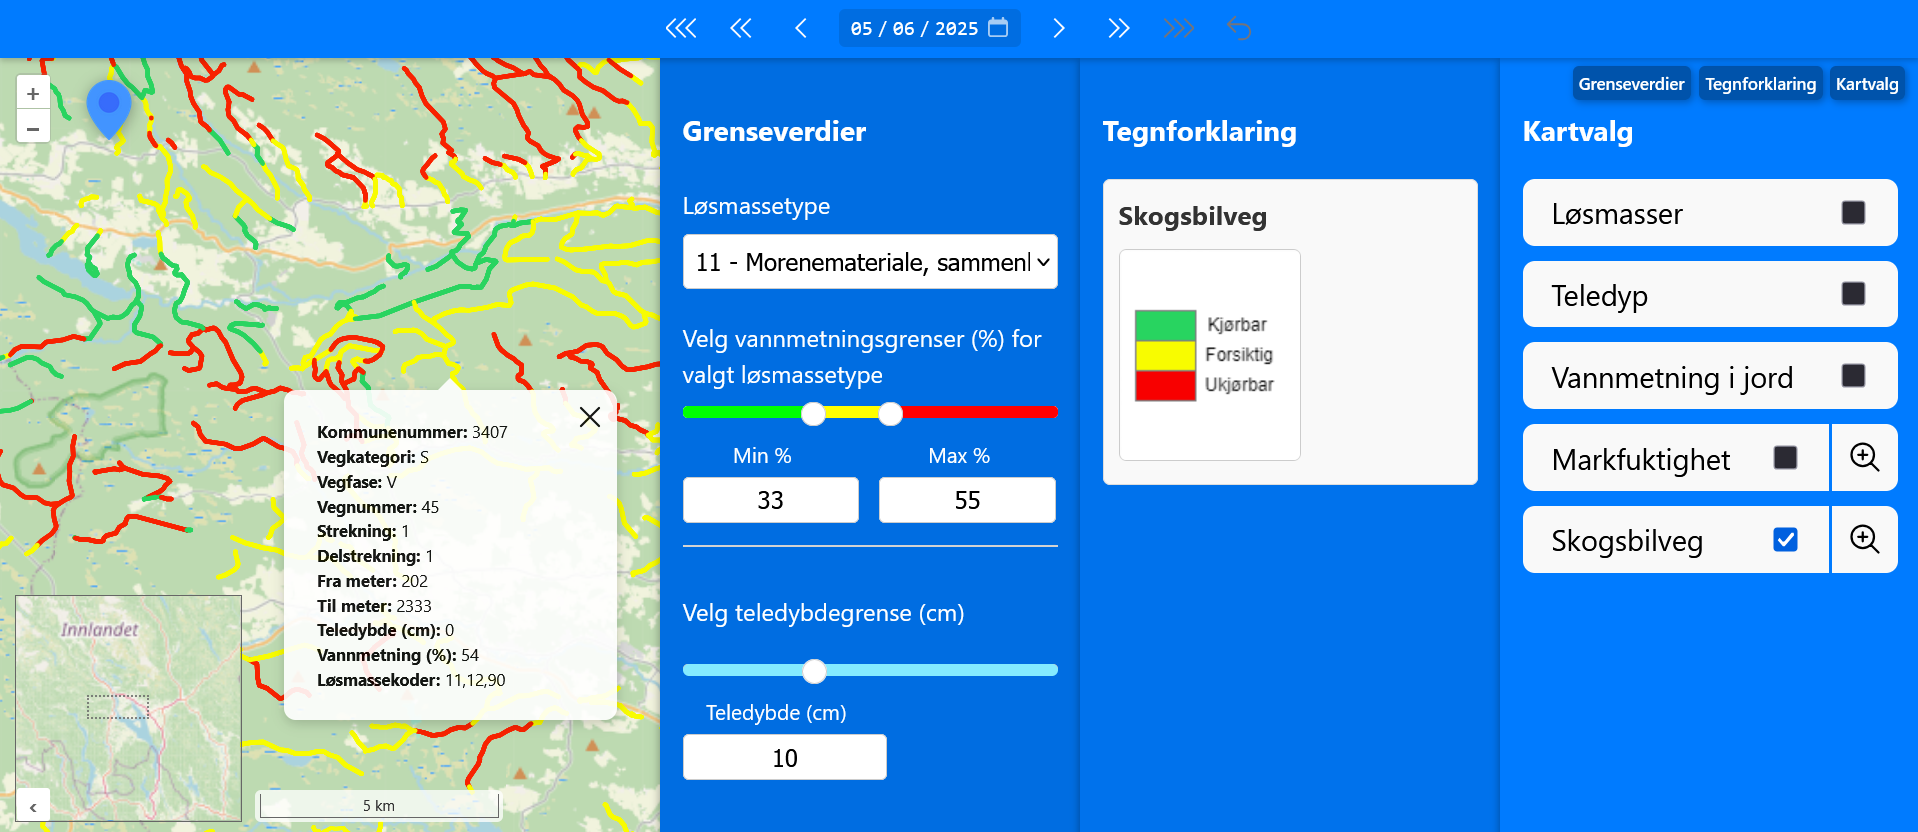 05 / 06 / 2025
Grenseverdier Tegnforklaring Kartvalg
+
−
Kommunenummer: 3407
Vegkategori: S
Vegfase: V
Vegnummer: 45
Strekning: 1
Delstrekning: 1
Fra meter: 202
Til meter: 2333
Teledybde (cm): 0
Vannmetning (%): 54
Løsmassekoder: 11,12,90
Innlandet
5 km
Grenseverdier
Løsmassetype
11 - Morenemateriale, sammenl
Velg vannmetningsgrenser (%) for
valgt løsmassetype
Min % Max %
33 55
Velg teledybdegrense (cm)
Teledybde (cm)
10
Tegnforklaring
Skogsbilveg
Kjørbar
Forsiktig
Ukjørbar
Kartvalg
Løsmasser
Teledyp
Vannmetning i jord
Markfuktighet
Skogsbilveg